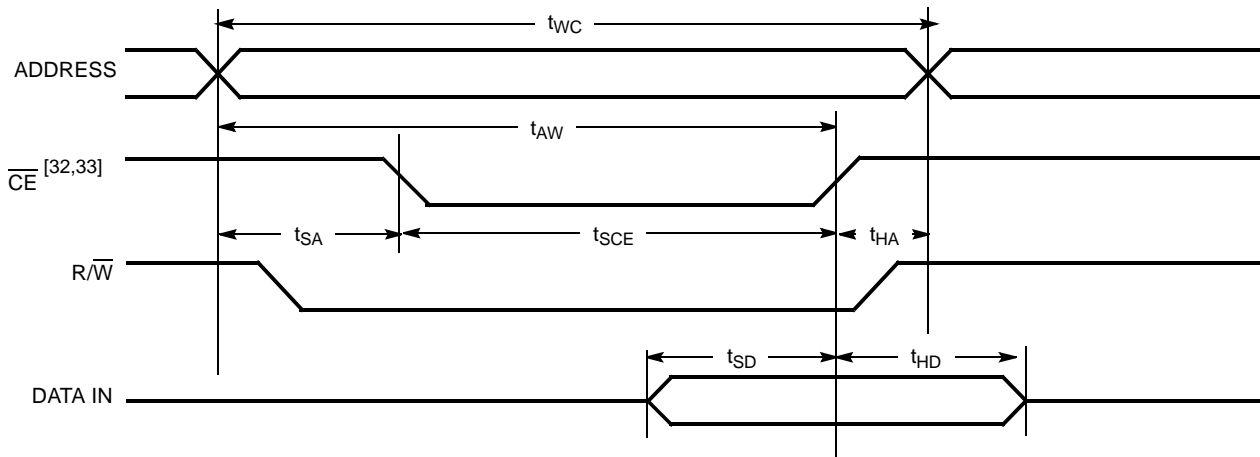 tWC
ADDRESS
tAW
CE [32,33]
tSA
tSCE
tHA
R/W
tSD
tHD
DATA IN